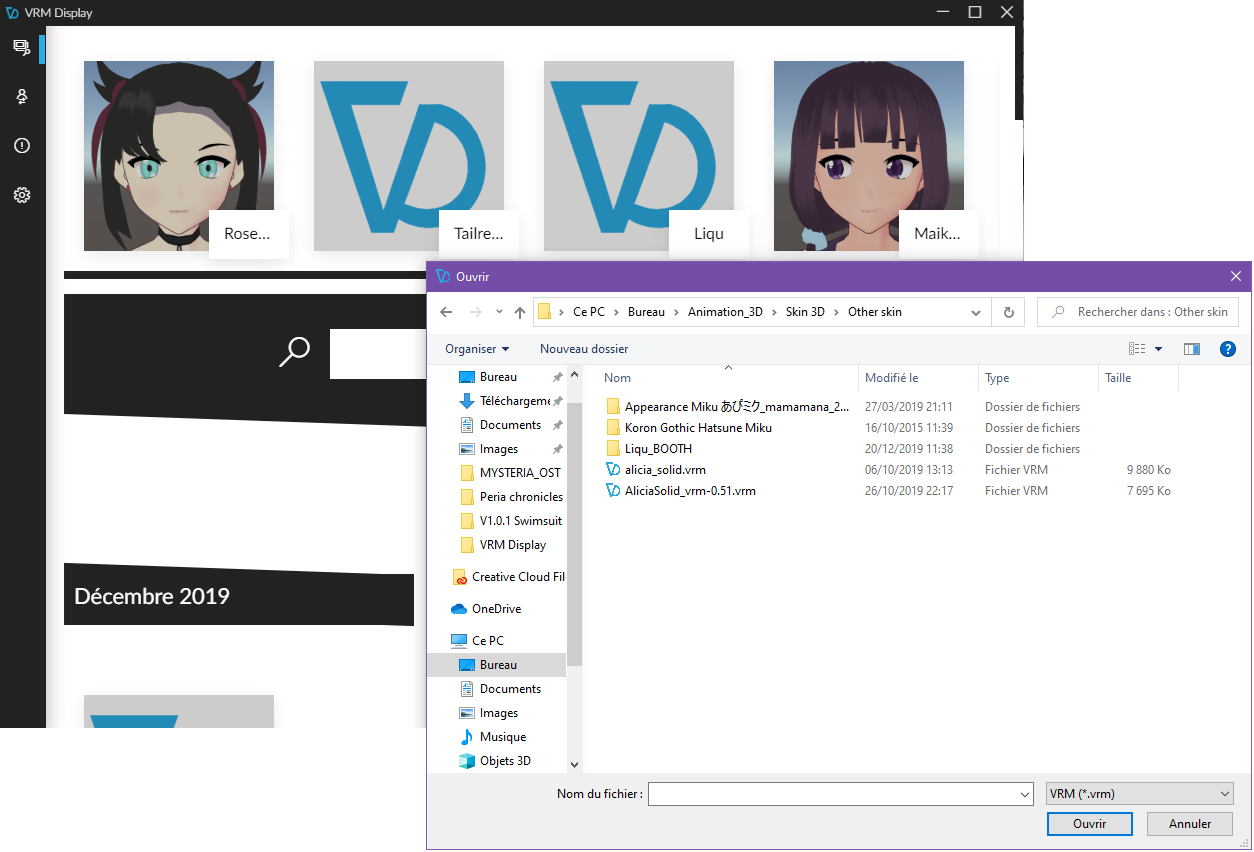 VRM Display
Rose...
Tailre...
Liqu
Maik...
Décembre 2019
Ouvrir
Ce PC > Bureau > Animation_3D > Skin 3D > Other skin
Rechercher dans : Other skin
Organiser
Nouveau dossier
Bureau
Téléchargeme
Documents
Images
MYSTERIA_OST
Peria chronicles
V1.0.1 Swimsuit
VRM Display
Creative Cloud Fil
OneDrive
Ce PC
Bureau
Documents
Images
Musique
Objets 3D
Nom Modifié le Type Taille
Appearance Miku あぴミク_mamamana_2... 27/03/2019 21:11 Dossier de fichiers
Koron Gothic Hatsune Miku 16/10/2015 11:39 Dossier de fichiers
Liqu_BOOTH 20/12/2019 11:38 Dossier de fichiers
alicia_solid.vrm 06/10/2019 13:13 Fichier VRM 9 880 Ko
AliciaSolid_vrm-0.51.vrm 26/10/2019 22:17 Fichier VRM 7 695 Ko
Nom du fichier :
VRM (*.vrm)
Ouvrir
Annuler